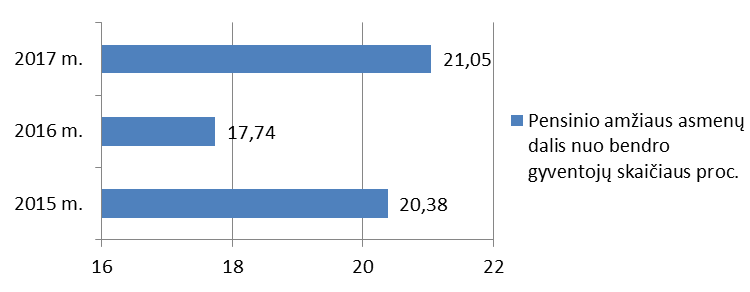 2017 m.
21,05
2016 m.
17,74
2015 m.
20,38
16 18 20 22
Pensinio amžiaus asmenų
dalis nuo bendro
gyventojų skaičiaus proc.